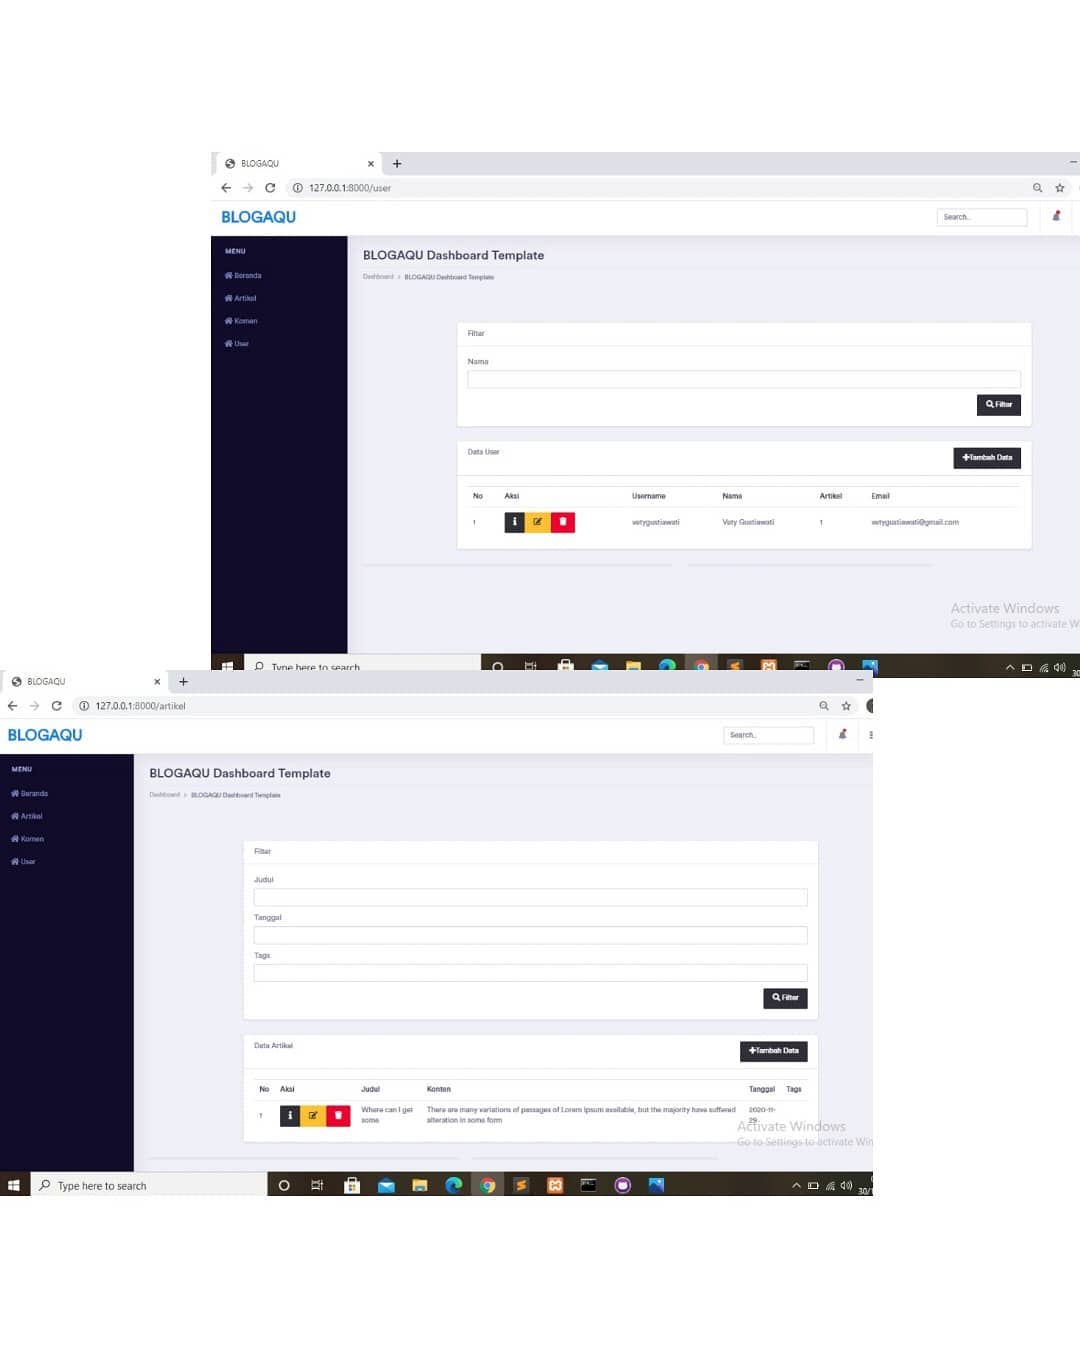 BLOGAQU
127.0.0.1:8000/user
BLOGAQU
Search..
MENU
Beranda
Artikel
Komen
User
BLOGAQU Dashboard Template
Dashboard > BLOGAQU Dashboard Template
Filter
Nama
Filter
Data User
+Tambah Data
No Aksi Username Nama Artikel Email
1 vetygustiawati Vety Gustiawati 1 vetygustiawati@gmail.com
Activate Windows
Go to Settings to activate W
Type here to search
30
BLOGAQU
127.0.0.1:8000/artikel
BLOGAQU
Search..
MENU
Beranda
Artikel
Komen
User
BLOGAQU Dashboard Template
Dashboard > BLOGAQU Dashboard Template
Filter
Judul
Tanggal
Tags
Filter
Data Artikel
+Tambah Data
No Aksi Judul Konten Tanggal Tags
1 Where can I get There are many variations of passages of Lorem Ipsum available, but the majority have suffered 2020-11-
some alteration in some form 29
Activate Windows
Go to Settings to activate Win
Type here to search
30/1